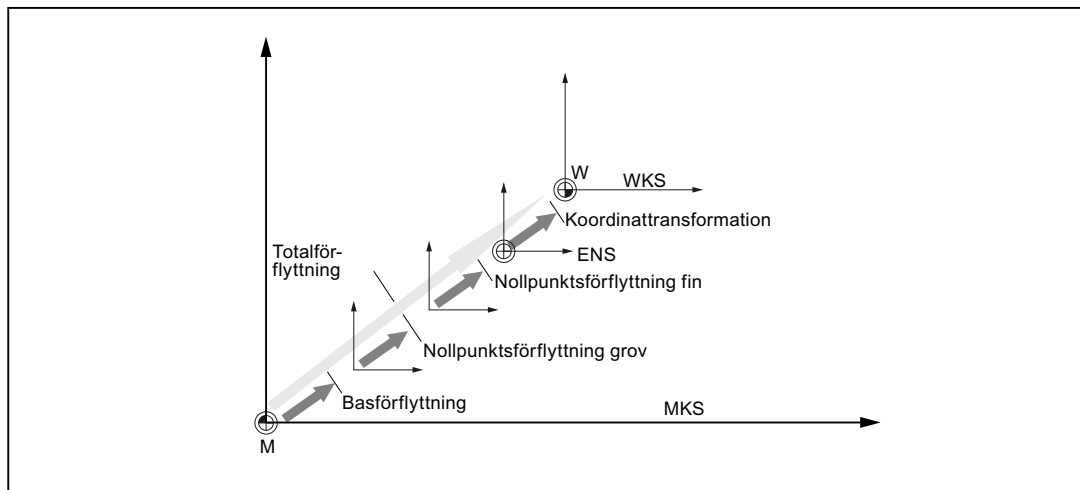 W
WKS
Koordinattransformation
Totalför-
flyttning
ENS
Nollpunktsförflyttning fin
Nollpunktsförflyttning grov
Basförflyttning
MKS
M